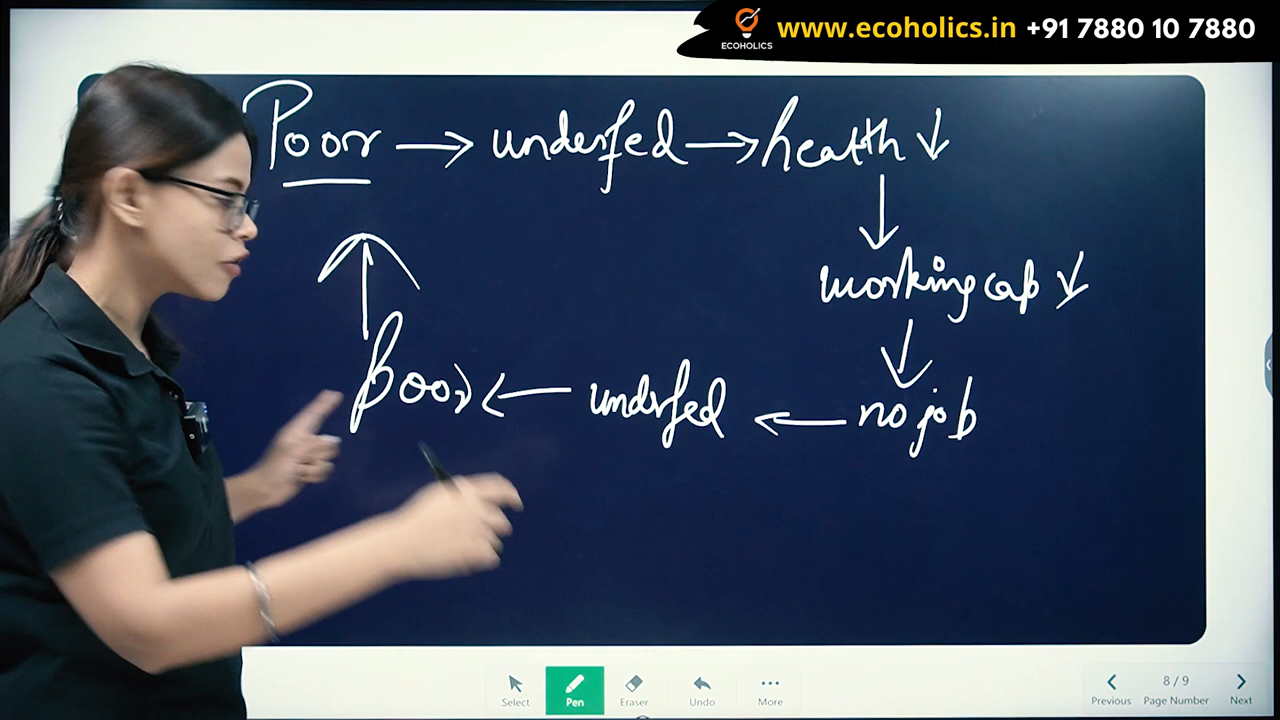 www.ecoholics.in +91 7880 10 7880
ECOHOLICS
Poor → underfed → health ↓
working cap ↓
poor ← undrfed ← no job
Select Pen Eraser Undo More
8 / 9
Previous Page Number Next